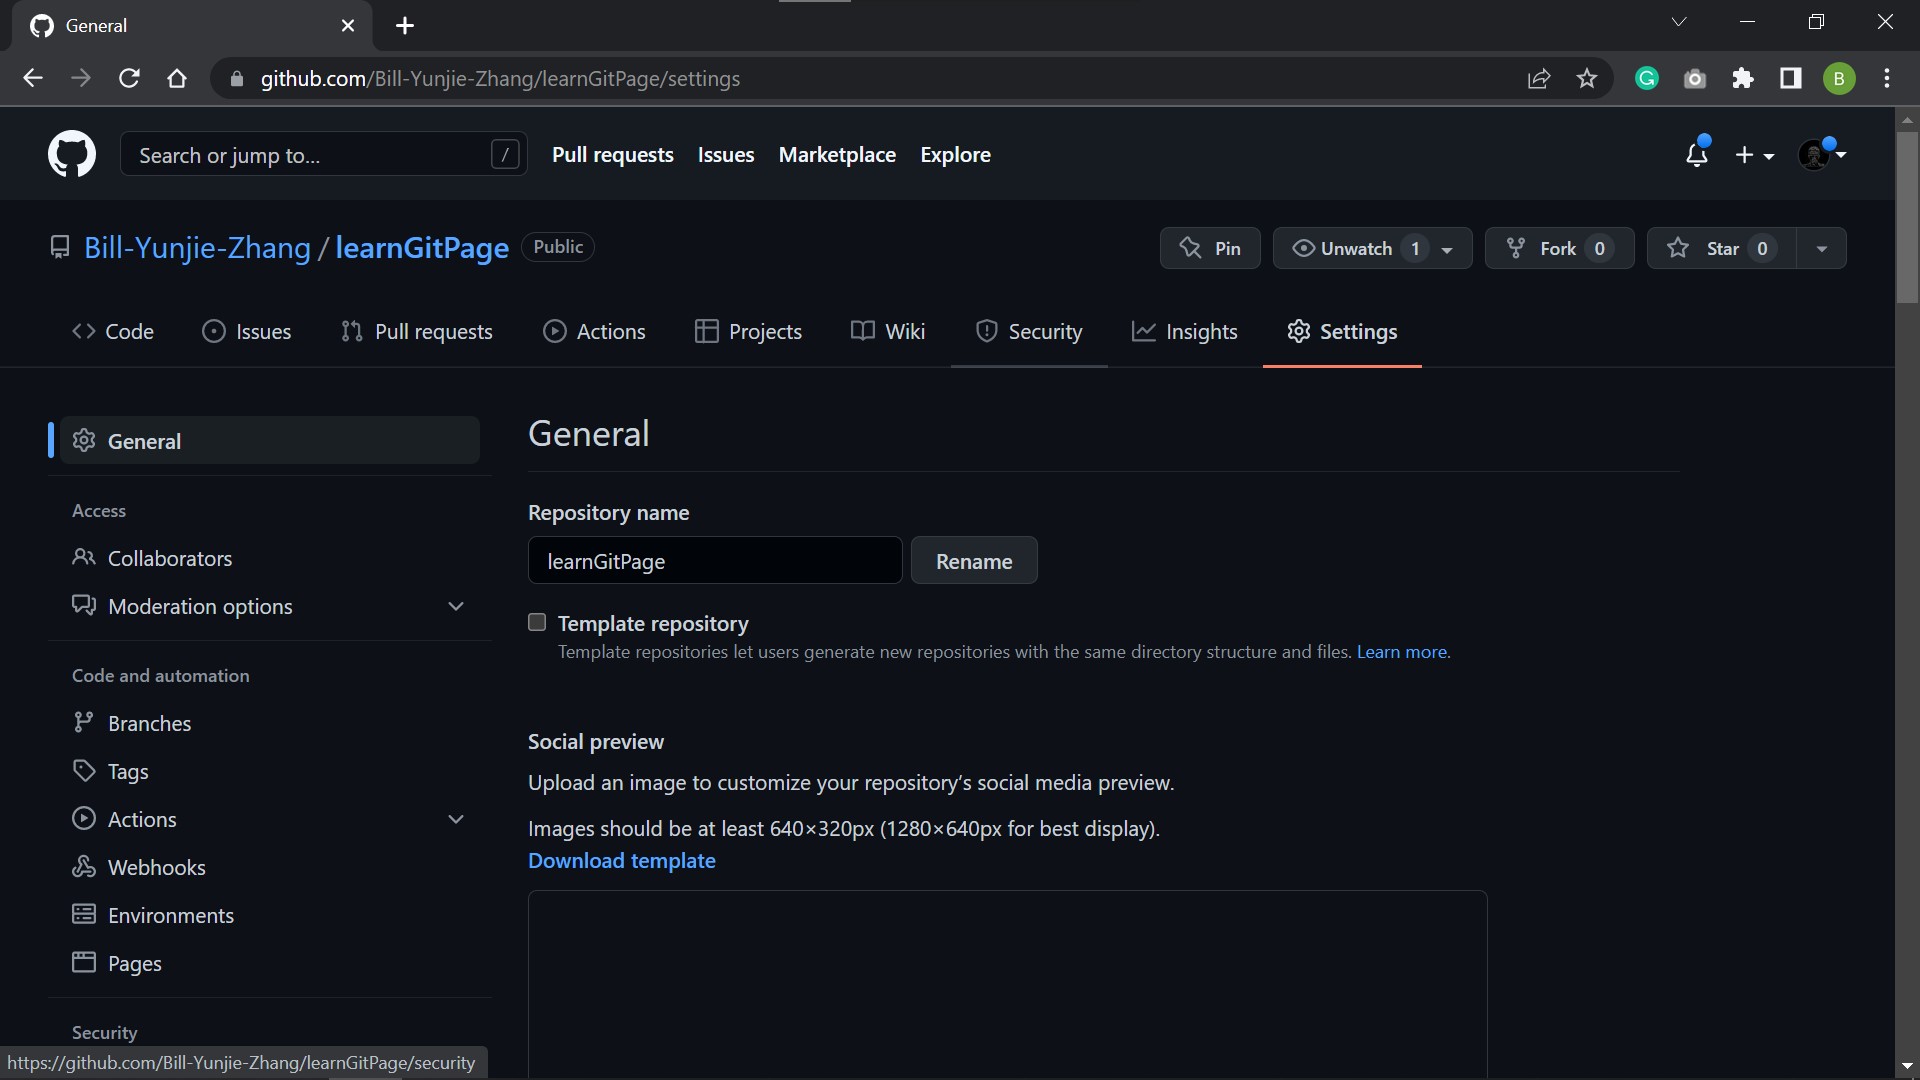 General
github.com/Bill-Yunjie-Zhang/learnGitPage/settings
B
Search or jump to... /
Pull requests Issues Marketplace Explore
Bill-Yunjie-Zhang / learnGitPage Public
Pin Unwatch 1 Fork 0 Star 0
Code Issues Pull requests Actions Projects Wiki Security Insights Settings
General
Access
Collaborators
Moderation options
Code and automation
Branches
Tags
Actions
Webhooks
Environments
Pages
Security
General
Repository name
learnGitPage Rename
Template repository
Template repositories let users generate new repositories with the same directory structure and files. Learn more.
Social preview
Upload an image to customize your repository's social media preview.
Images should be at least 640×320px (1280×640px for best display).
Download template
https://github.com/Bill-Yunjie-Zhang/learnGitPage/security